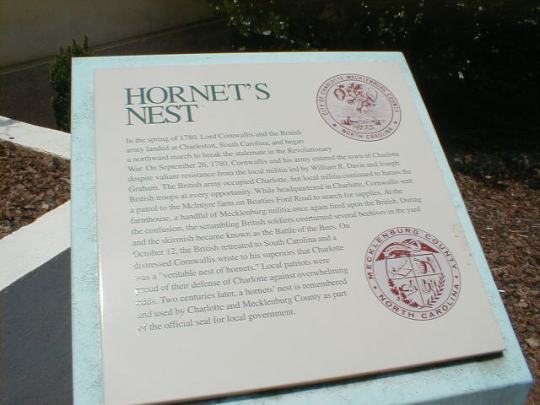 HORNET'S
NEST
In the spring of 1780, Lord Cornwallis and the British
army landed at Charleston, South Carolina, and began
a northward march to break the stalemate in the Revolutionary
War. On September 26, 1780, Cornwallis and his army entered the town of Charlotte
despite valiant resistance from the local militia led by William R. Davie and Joseph
Graham. The British army occupied Charlotte, but local militia continued to harass the
British troops at every opportunity. While headquartered in Charlotte, Cornwallis sent
a patrol to the McIntyre farm on Beatties Ford Road to search for supplies. At the
farmhouse, a handful of Mecklenburg militia once again fired upon the British. During
the confusion, the scrambling British soldiers overturned several beehives in the yard
and the skirmish became known as the Battle of the Bees. On
October 12, the British retreated to South Carolina and a
distressed Cornwallis wrote to his superiors that Charlotte
was a "veritable nest of hornets." Local patriots were
proud of their defense of Charlotte against overwhelming
odds. Two centuries later, a hornets' nest is remembered
and used by Charlotte and Mecklenburg County as part
of the official seal for local government.
CITY OF CHARLOTTE, MECKLENBURG COUNTY
1775
NORTH CAROLINA
MECKLENBURG COUNTY
NORTH CAROLINA